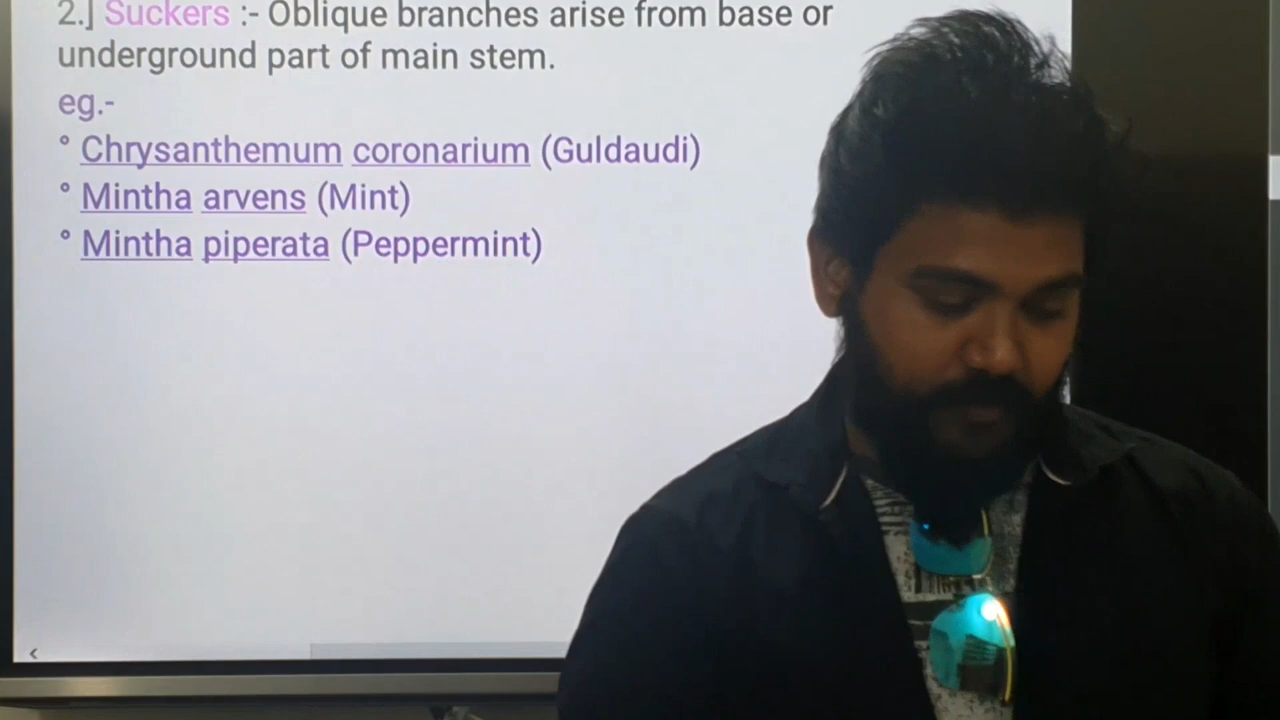 2.] Suckers :- Oblique branches arise from base or
underground part of main stem.
eg.-
° Chrysanthemum coronarium (Guldaudi)
° Mintha arvens (Mint)
° Mintha piperata (Peppermint)